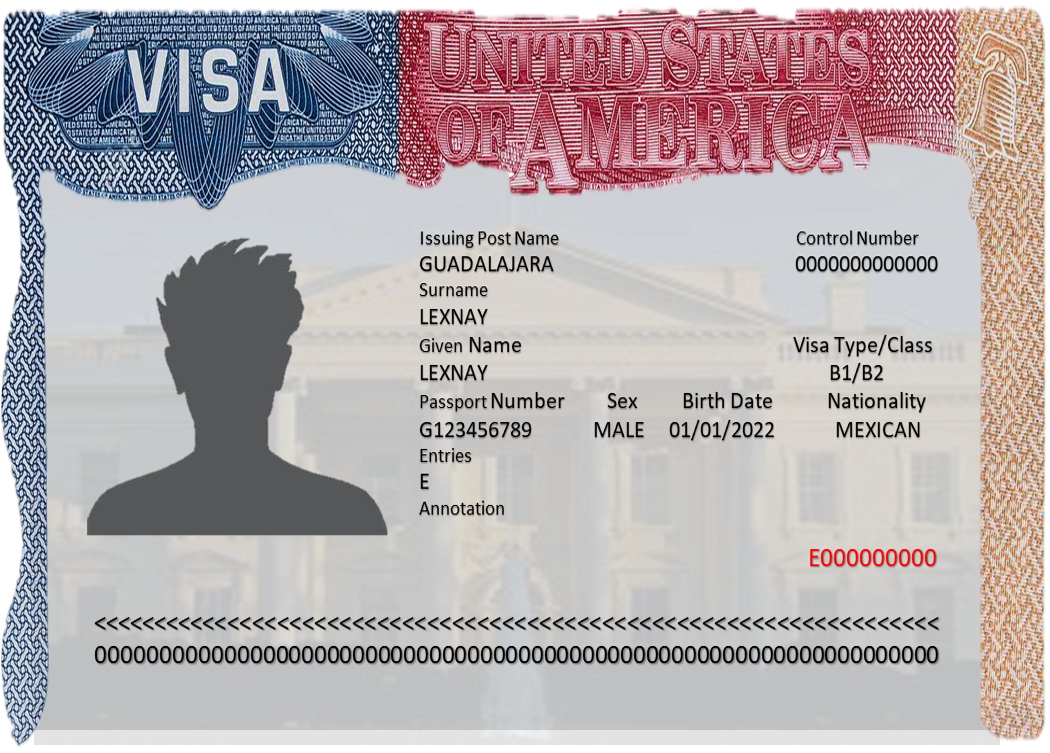 VISA
UNITED STATES
OF AMERICA
Issuing Post Name Control Number
GUADALAJARA 0000000000000
Surname
LEXNAY
Given Name Visa Type/Class
LEXNAY B1/B2
Passport Number Sex Birth Date Nationality
G123456789 MALE 01/01/2022 MEXICAN
Entries
E
Annotation
E000000000
<<<<<<<<<<<<<<<<<<<<<<<<<<<<<<<<<<<<<<<<<<<<<<<<<<<<<<<<<<<<<<<<<<
00000000000000000000000000000000000000000000000000000000000000000